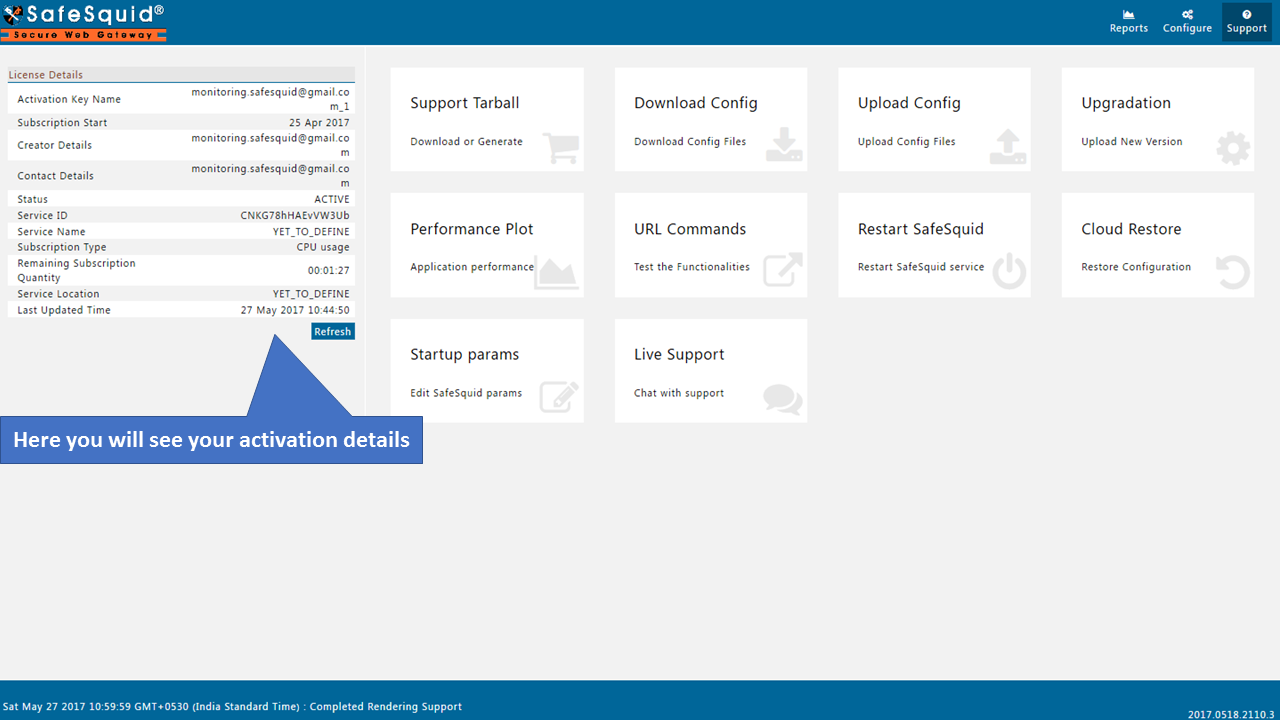 SafeSquid®
Secure Web Gateway
Reports
Configure
Support
License Details
Activation Key Name
monitoring.safesquid@gmail.co
m_1
Subscription Start
25 Apr 2017
Creator Details
monitoring.safesquid@gmail.co
m
Contact Details
monitoring.safesquid@gmail.co
m
Status
ACTIVE
Service ID
CNKG78hHAEvVW3Ub
Service Name
YET_TO_DEFINE
Subscription Type
CPU usage
Remaining Subscription
Quantity
00:01:27
Service Location
YET_TO_DEFINE
Last Updated Time
27 May 2017 10:44:50
Refresh
Here you will see your activation details
Support Tarball
Download or Generate
Download Config
Download Config Files
Upload Config
Upload Config Files
Upgradation
Upload New Version
Performance Plot
Application performance
URL Commands
Test the Functionalities
Restart SafeSquid
Restart SafeSquid service
Cloud Restore
Restore Configuration
Startup params
Edit SafeSquid params
Live Support
Chat with support
Sat May 27 2017 10:59:59 GMT+0530 (India Standard Time) : Completed Rendering Support
2017.0518.2110.3